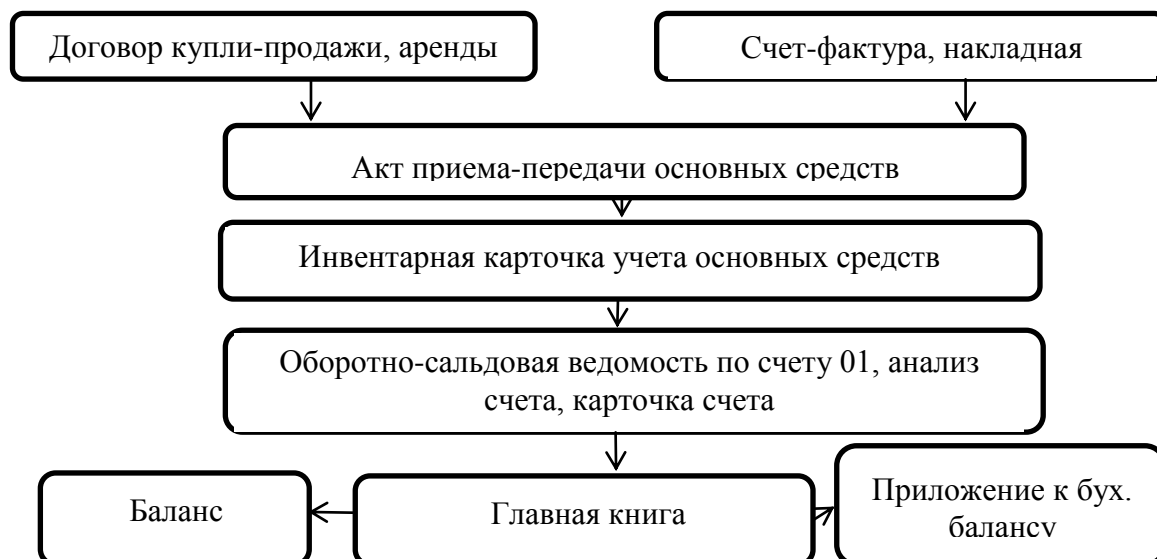 Договор купли-продажи, аренды
Счет-фактура, накладная
Акт приема-передачи основных средств
Инвентарная карточка учета основных средств
Оборотно-сальдовая ведомость по счету 01, анализ
счета, карточка счета
Баланс
Главная книга
Приложение к бух.
балансу